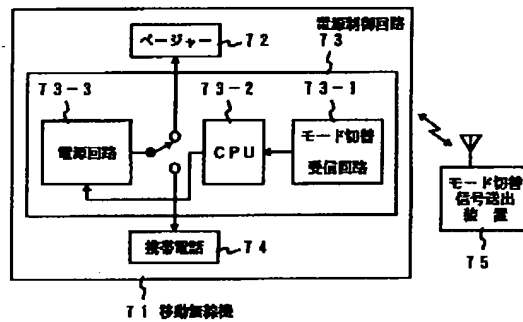 電源制御回路
ページャー
72
73
73-3
73-2
73-1
電源回路
CPU
モード切替
受信回路
携帯電話
74
モード切替
信号送出
装置
75
71 移動無線機